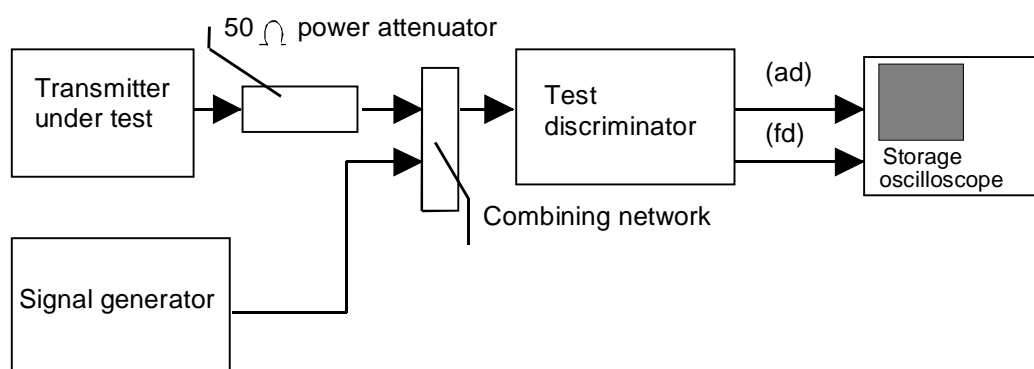 50 Ω power attenuator
Transmitter
under test
Test
discriminator
(ad)
(fd)
Storage
oscilloscope
Combining network
Signal generator